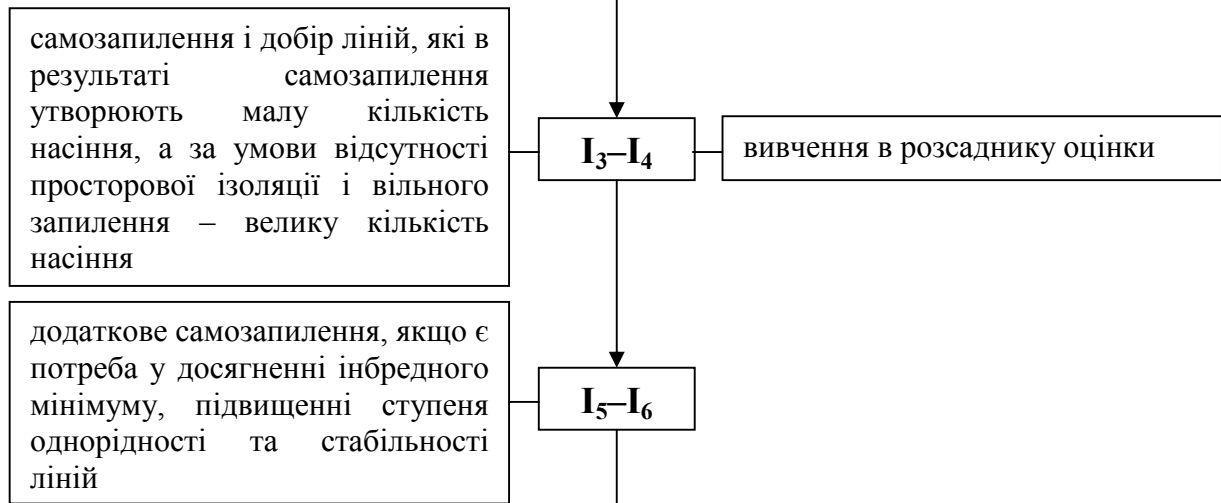 самозапилення і добір ліній, які в
результаті самозапилення
утворюють малу кількість
насіння, а за умови відсутності
просторової ізоляції і вільного
запилення – велику кількість
насіння
I₃–I₄
вивчення в розсаднику оцінки
додаткове самозапилення, якщо є
потреба у досягненні інбредного
мінімуму, підвищенні ступеня
однорідності та стабільності
ліній
I₅–I₆